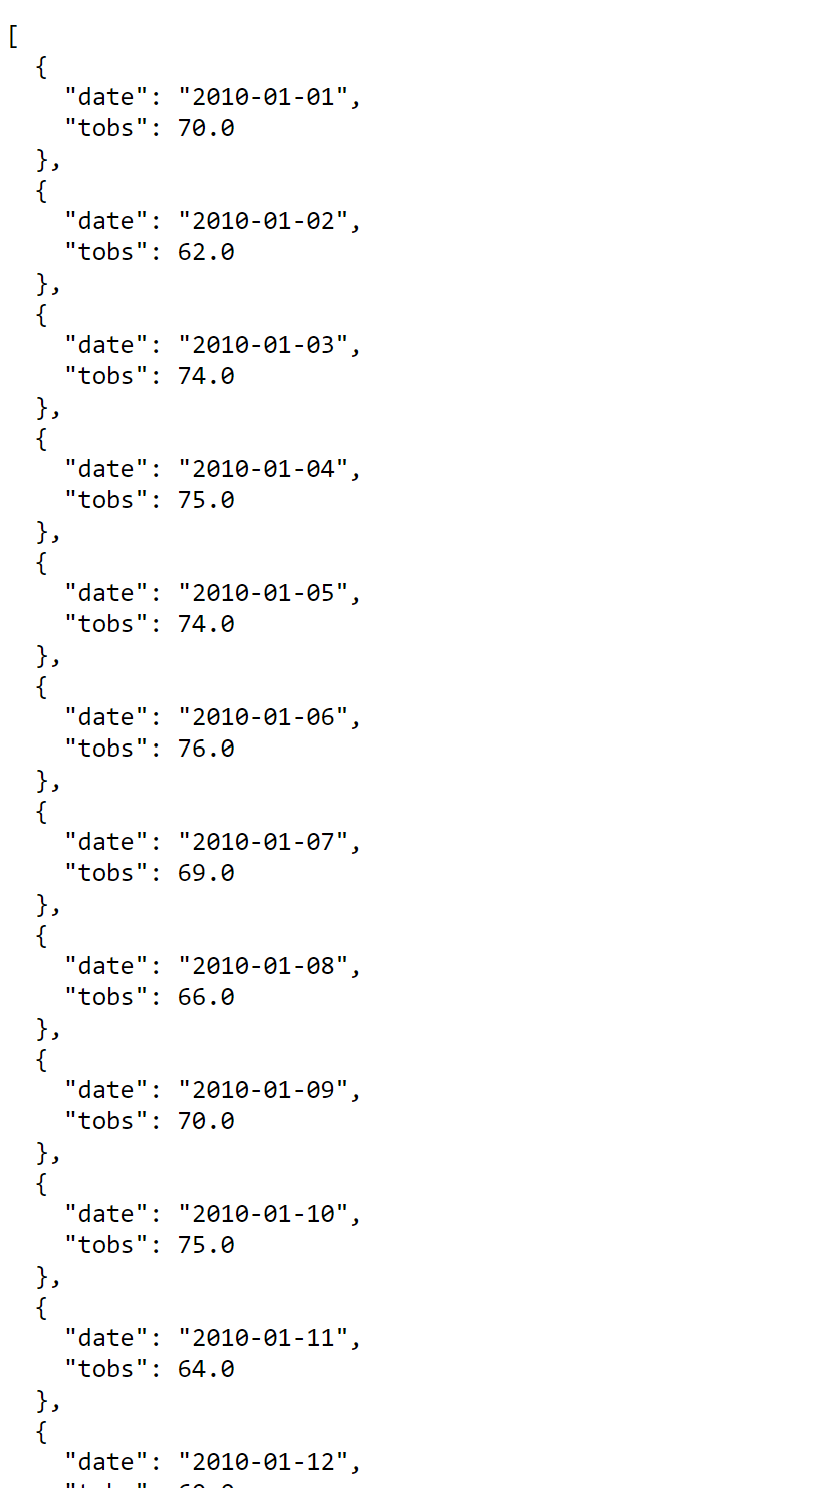 [
  {
    "date": "2010-01-01",
    "tobs": 70.0
  },
  {
    "date": "2010-01-02",
    "tobs": 62.0
  },
  {
    "date": "2010-01-03",
    "tobs": 74.0
  },
  {
    "date": "2010-01-04",
    "tobs": 75.0
  },
  {
    "date": "2010-01-05",
    "tobs": 74.0
  },
  {
    "date": "2010-01-06",
    "tobs": 76.0
  },
  {
    "date": "2010-01-07",
    "tobs": 69.0
  },
  {
    "date": "2010-01-08",
    "tobs": 66.0
  },
  {
    "date": "2010-01-09",
    "tobs": 70.0
  },
  {
    "date": "2010-01-10",
    "tobs": 75.0
  },
  {
    "date": "2010-01-11",
    "tobs": 64.0
  },
  {
    "date": "2010-01-12",